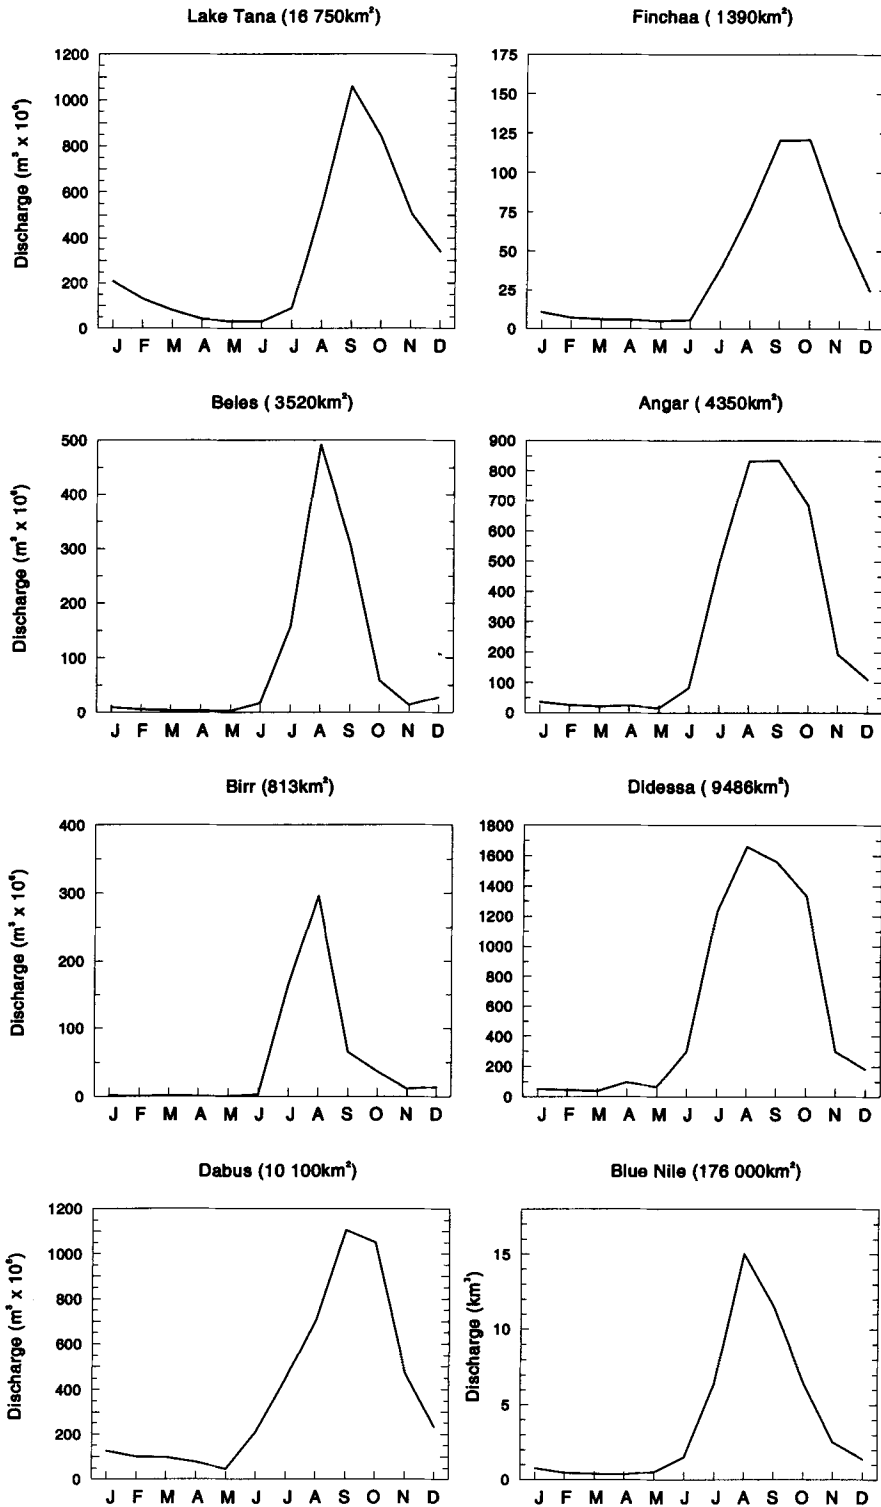 Lake Tana (16 750km²)
Discharge (m³ x 10⁶)
1200
1000
800
600
400
200
0
J F M A M J J A S O N D
Finchaa ( 1390km²)
175
150
125
100
75
50
25
0
J F M A M J J A S O N D
Beles ( 3520km²)
Discharge (m³ x 10⁶)
500
400
300
200
100
0
J F M A M J J A S O N D
Angar ( 4350km²)
900
800
700
600
500
400
300
200
100
0
J F M A M J J A S O N D
Birr (813km²)
Discharge (m³ x 10⁶)
400
300
200
100
0
J F M A M J J A S O N D
Didessa ( 9486km²)
1800
1600
1400
1200
1000
800
600
400
200
0
J F M A M J J A S O N D
Dabus (10 100km²)
Discharge (m³ x 10⁶)
1200
1000
800
600
400
200
0
J F M A M J J A S O N D
Blue Nile (176 000km²)
Discharge (km³)
15
10
5
0
J F M A M J J A S O N D